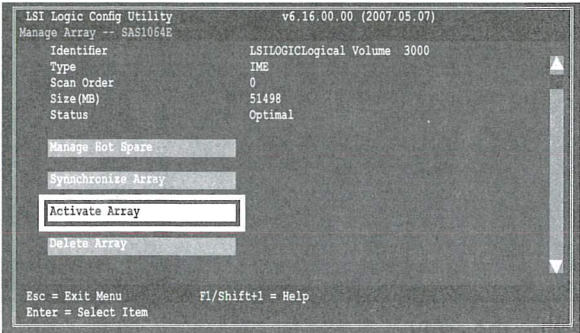 LSI Logic Config Utility v6.16.00.00 (2007.05.07)
Manage Array -- SAS1064E
Identifier LSILOGICLogical Volume 3000
Type IME
Scan Order 0
Size(MB) 51498
Status Optimal
Manage Hot Spare
Synnchronize Array
Activate Array
Delete Array
Esc = Exit Menu F1/Shift+1 = Help
Enter = Select Item